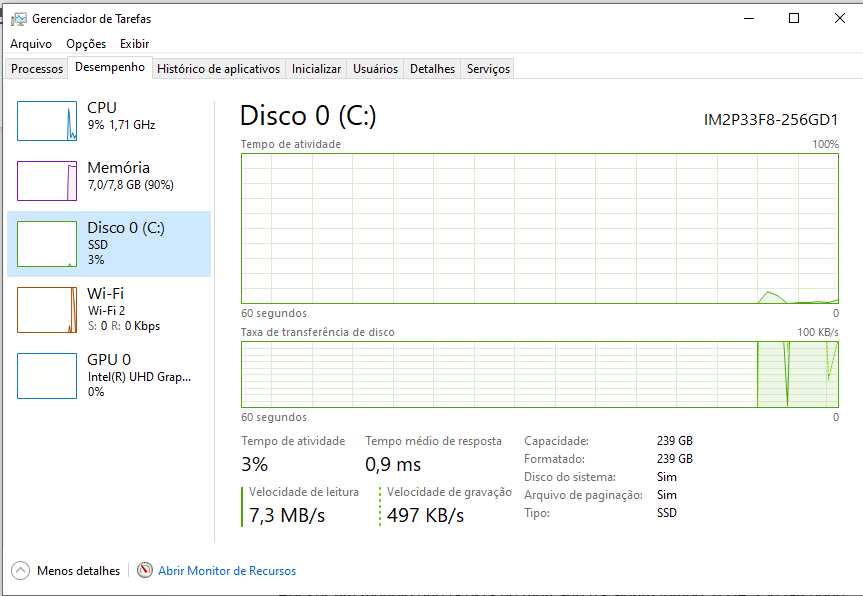 Gerenciador de Tarefas
Arquivo Opções Exibir
Processos Desempenho Histórico de aplicativos Inicializar Usuários Detalhes Serviços
CPU
9% 1,71 GHz
Memória
7,0/7,8 GB (90%)
Disco 0 (C:)
SSD
3%
Wi-Fi
Wi-Fi 2
S: 0 R: 0 Kbps
GPU 0
Intel(R) UHD Grap...
0%
Disco 0 (C:) IM2P33F8-256GD1
Tempo de atividade 100%
60 segundos 0
Taxa de transferência de disco 100 KB/s
60 segundos 0
Tempo de atividade
3%
Tempo médio de resposta
0,9 ms
Velocidade de leitura
7,3 MB/s
Velocidade de gravação
497 KB/s
Capacidade: 239 GB
Formatado: 239 GB
Disco do sistema: Sim
Arquivo de paginação: Sim
Tipo: SSD
Menos detalhes Abrir Monitor de Recursos